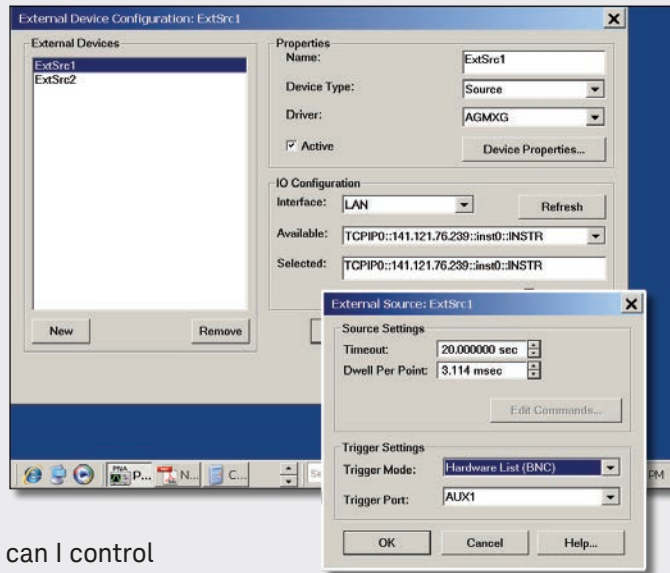 External Device Configuration: ExtSrc1
External Devices
ExtSrc1
ExtSrc2
New
Remove
Properties
Name:
ExtSrc1
Device Type:
Source
Driver:
AGMXG
Active
Device Properties...
IO Configuration
Interface:
LAN
Refresh
Available:
TCPIP0::141.121.76.239::inst0::INSTR
Selected:
TCPIP0::141.121.76.239::inst0::INSTR
External Source: ExtSrc1
Source Settings
Timeout:
20.000000 sec
Dwell Per Point:
3.114 msec
Edit Commands...
Trigger Settings
Trigger Mode:
Hardware List (BNC)
Trigger Port:
AUX1
OK
Cancel
Help...
PNA
P...
N...
C...
PM
can I control